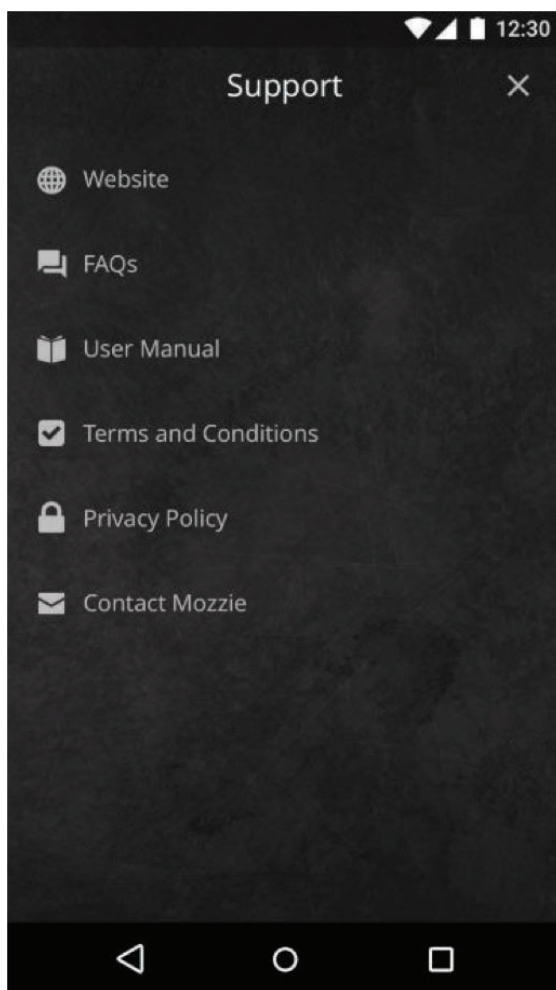 12:30
Support
Website
FAQs
User Manual
Terms and Conditions
Privacy Policy
Contact Mozzie